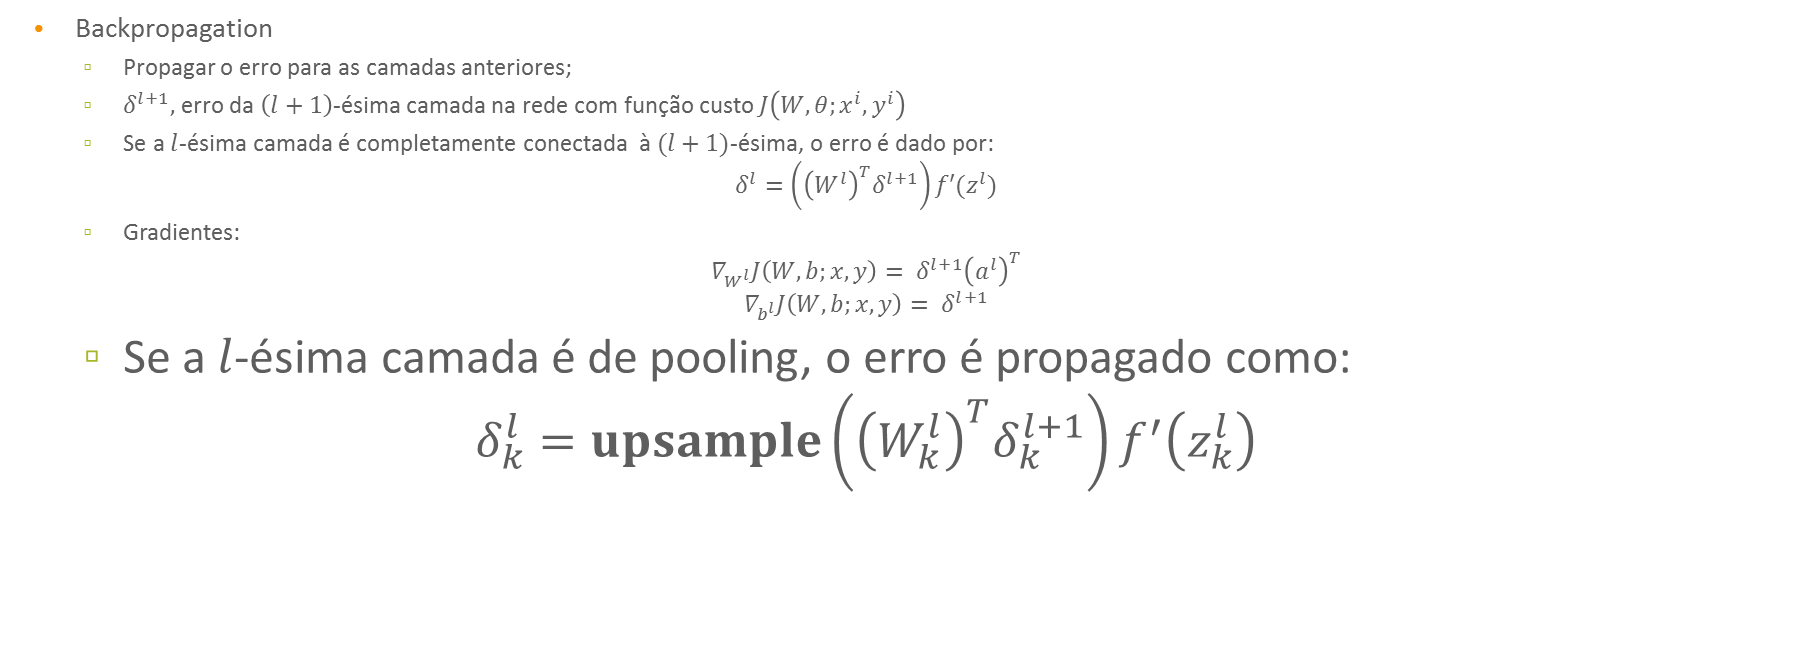 • Backpropagation
▫ Propagar o erro para as camadas anteriores;
▫ δ^{l+1}, erro da (l + 1)-ésima camada na rede com função custo J(W, θ; x^i, y^i)
▫ Se a l-ésima camada é completamente conectada à (l + 1)-ésima, o erro é dado por:
δ^l = ((W^l)^T δ^{l+1}) f′(z^l)
▫ Gradientes:
∇_{W^l} J(W, b; x, y) = δ^{l+1}(a^l)^T
∇_{b^l} J(W, b; x, y) = δ^{l+1}
▫ Se a l-ésima camada é de pooling, o erro é propagado como:
δ_k^l = upsample((W_k^l)^T δ_k^{l+1}) f′(z_k^l)